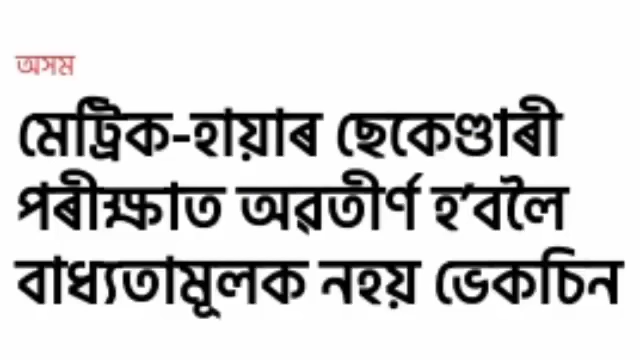 অসম
মেট্ৰিক-হায়াৰ ছেকেণ্ডাৰী
পৰীক্ষাত অৱতীৰ্ণ হ’বলৈ
বাধ্যতামূলক নহয় ভেকচিন